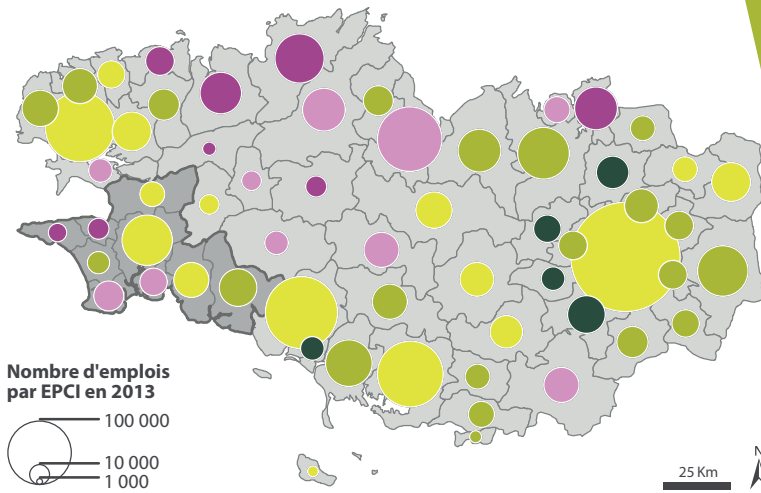 Nombre d'emplois
par EPCI en 2013
100 000
10 000
1 000
25 Km
N